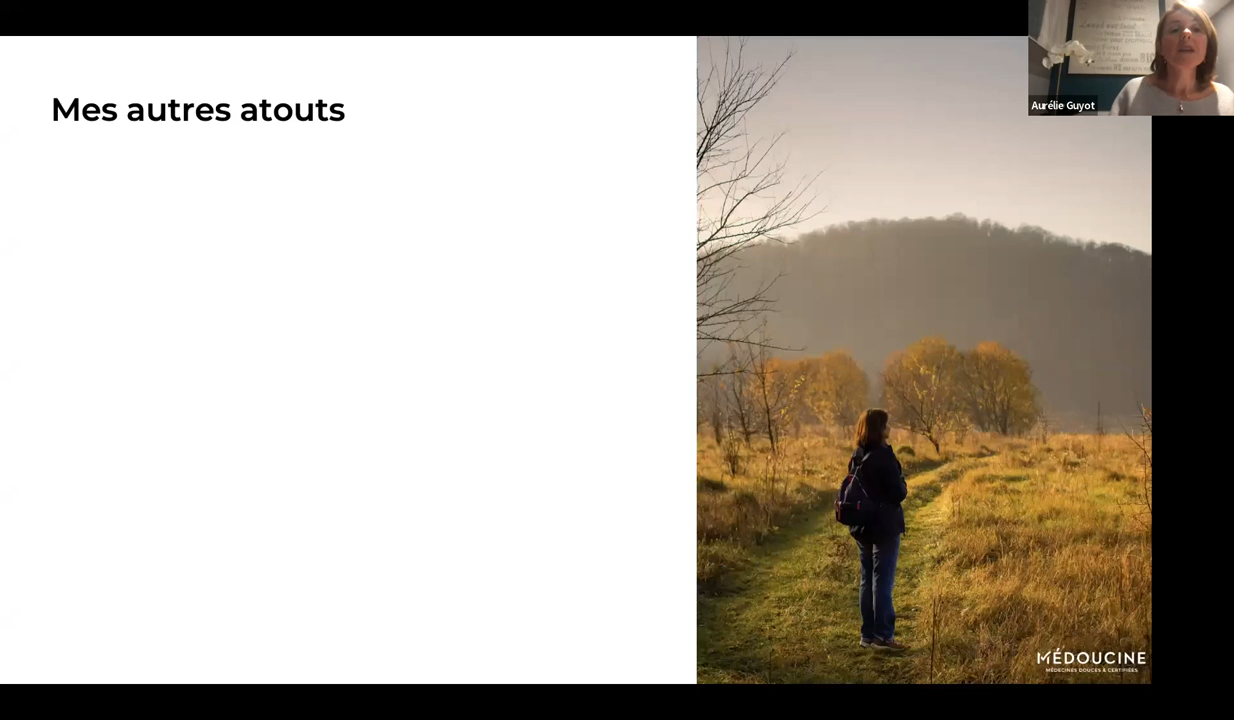 Mes autres atouts
Aurélie Guyot
MÉDOUCINE
MÉDECINES DOUCES & CERTIFIÉES